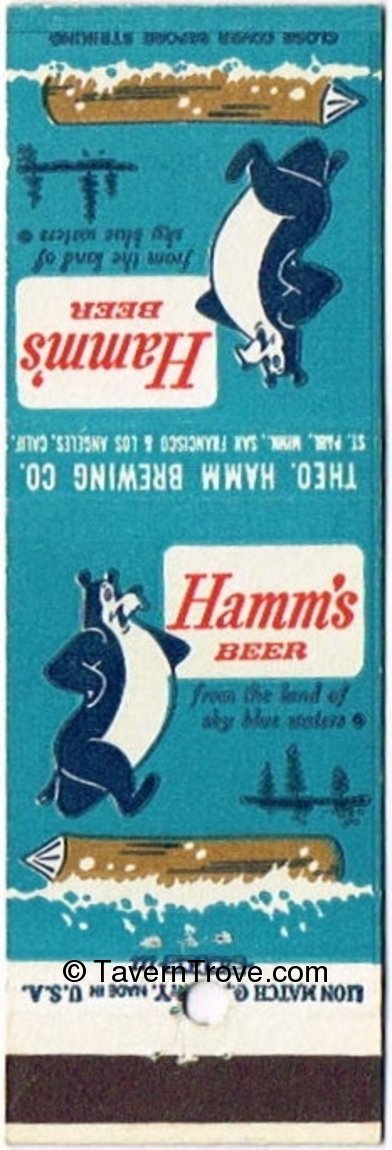 CLOSE COVER BEFORE STRIKING
from the land of
sky blue waters
Hamm's
BEER
THEO. HAMM BREWING CO.
ST. PAUL, MINN., SAN FRANCISCO & LOS ANGELES, CALIF.
Hamm's
BEER
from the land of
sky blue waters
© TavernTrove.com
LION MATCH MADE IN U.S.A.